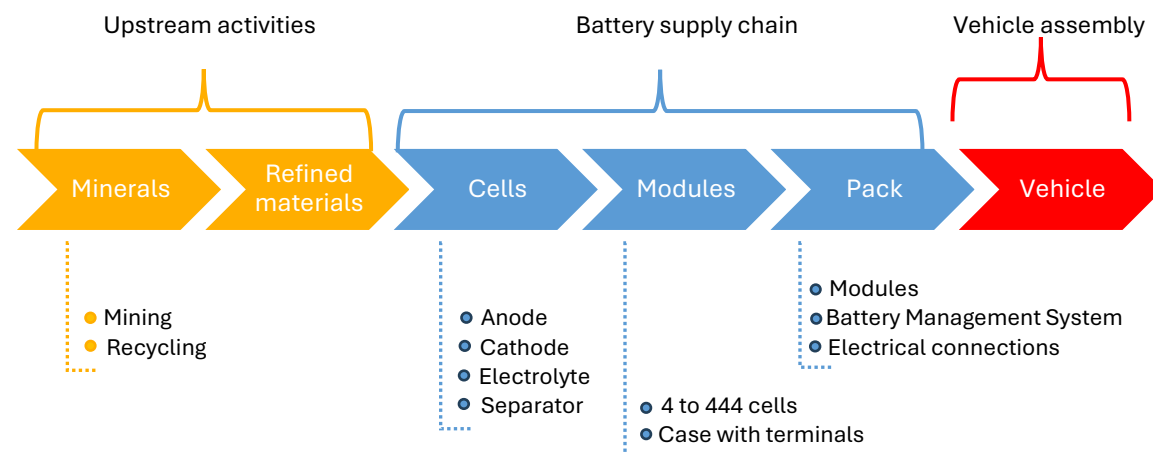 Upstream activities
Battery supply chain
Vehicle assembly
Minerals
Refined
materials
Cells
Modules
Pack
Vehicle
Mining
Recycling
Anode
Cathode
Electrolyte
Separator
4 to 444 cells
Case with terminals
Modules
Battery Management System
Electrical connections